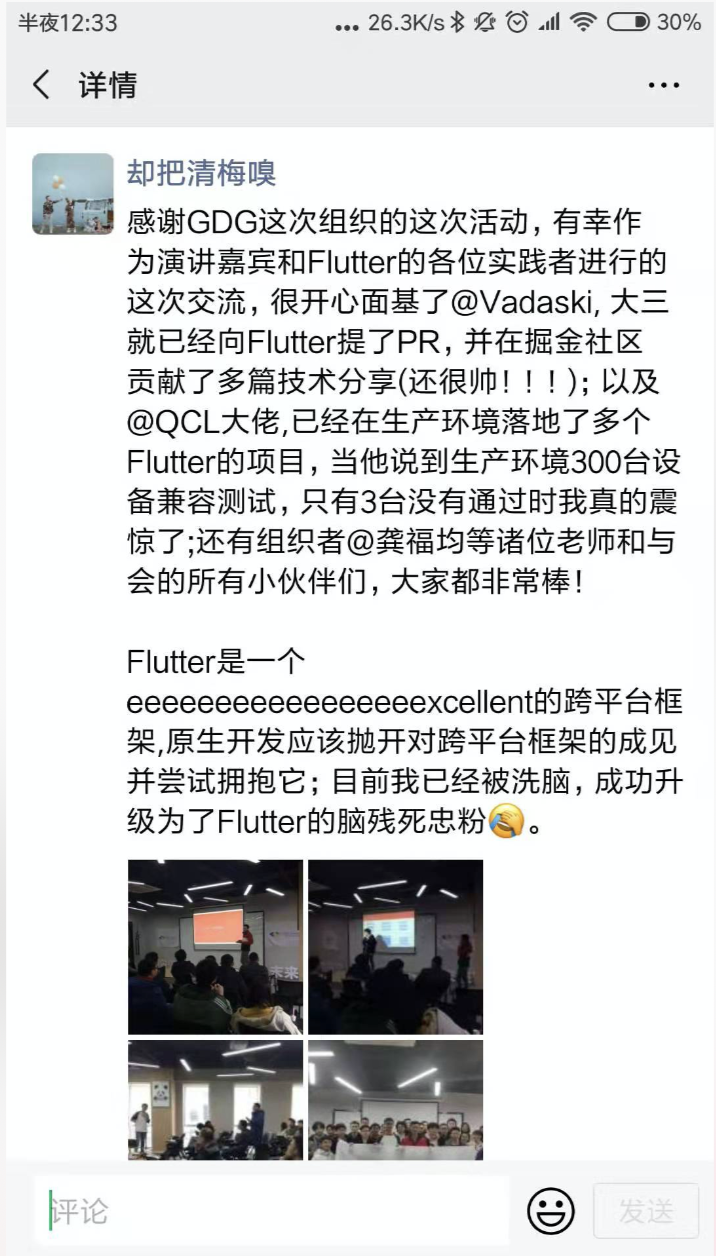 半夜12:33
... 26.3K/s 30%
详情
却把清梅嗅
感谢GDG这次组织的这次活动，有幸作
为演讲嘉宾和Flutter的各位实践者进行的
这次交流，很开心面基了@Vadaski, 大三
就已经向Flutter提了PR，并在掘金社区
贡献了多篇技术分享(还很帅！！！)；以及
@QCL大佬,已经在生产环境落地了多个
Flutter的项目，当他说到生产环境300台设
备兼容测试，只有3台没有通过时我真的震
惊了;还有组织者@龚福均等诸位老师和与
会的所有小伙伴们，大家都非常棒！
Flutter是一个
eeeeeeeeeeeeeeeeeexcellent的跨平台框
架,原生开发应该抛开对跨平台框架的成见
并尝试拥抱它；目前我已经被洗脑，成功升
级为了Flutter的脑残死忠粉🤣。
未来
评论
发送